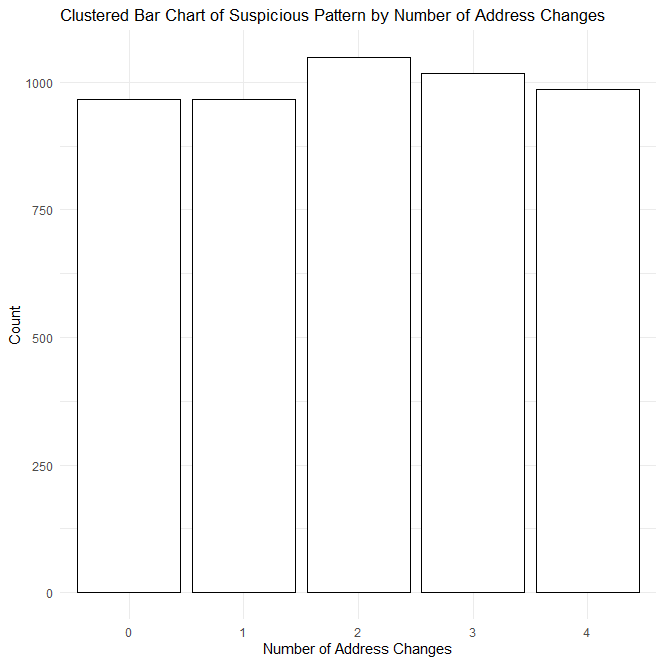 Clustered Bar Chart of Suspicious Pattern by Number of Address Changes
Count
1000
750
500
250
0
0 1 2 3 4
Number of Address Changes